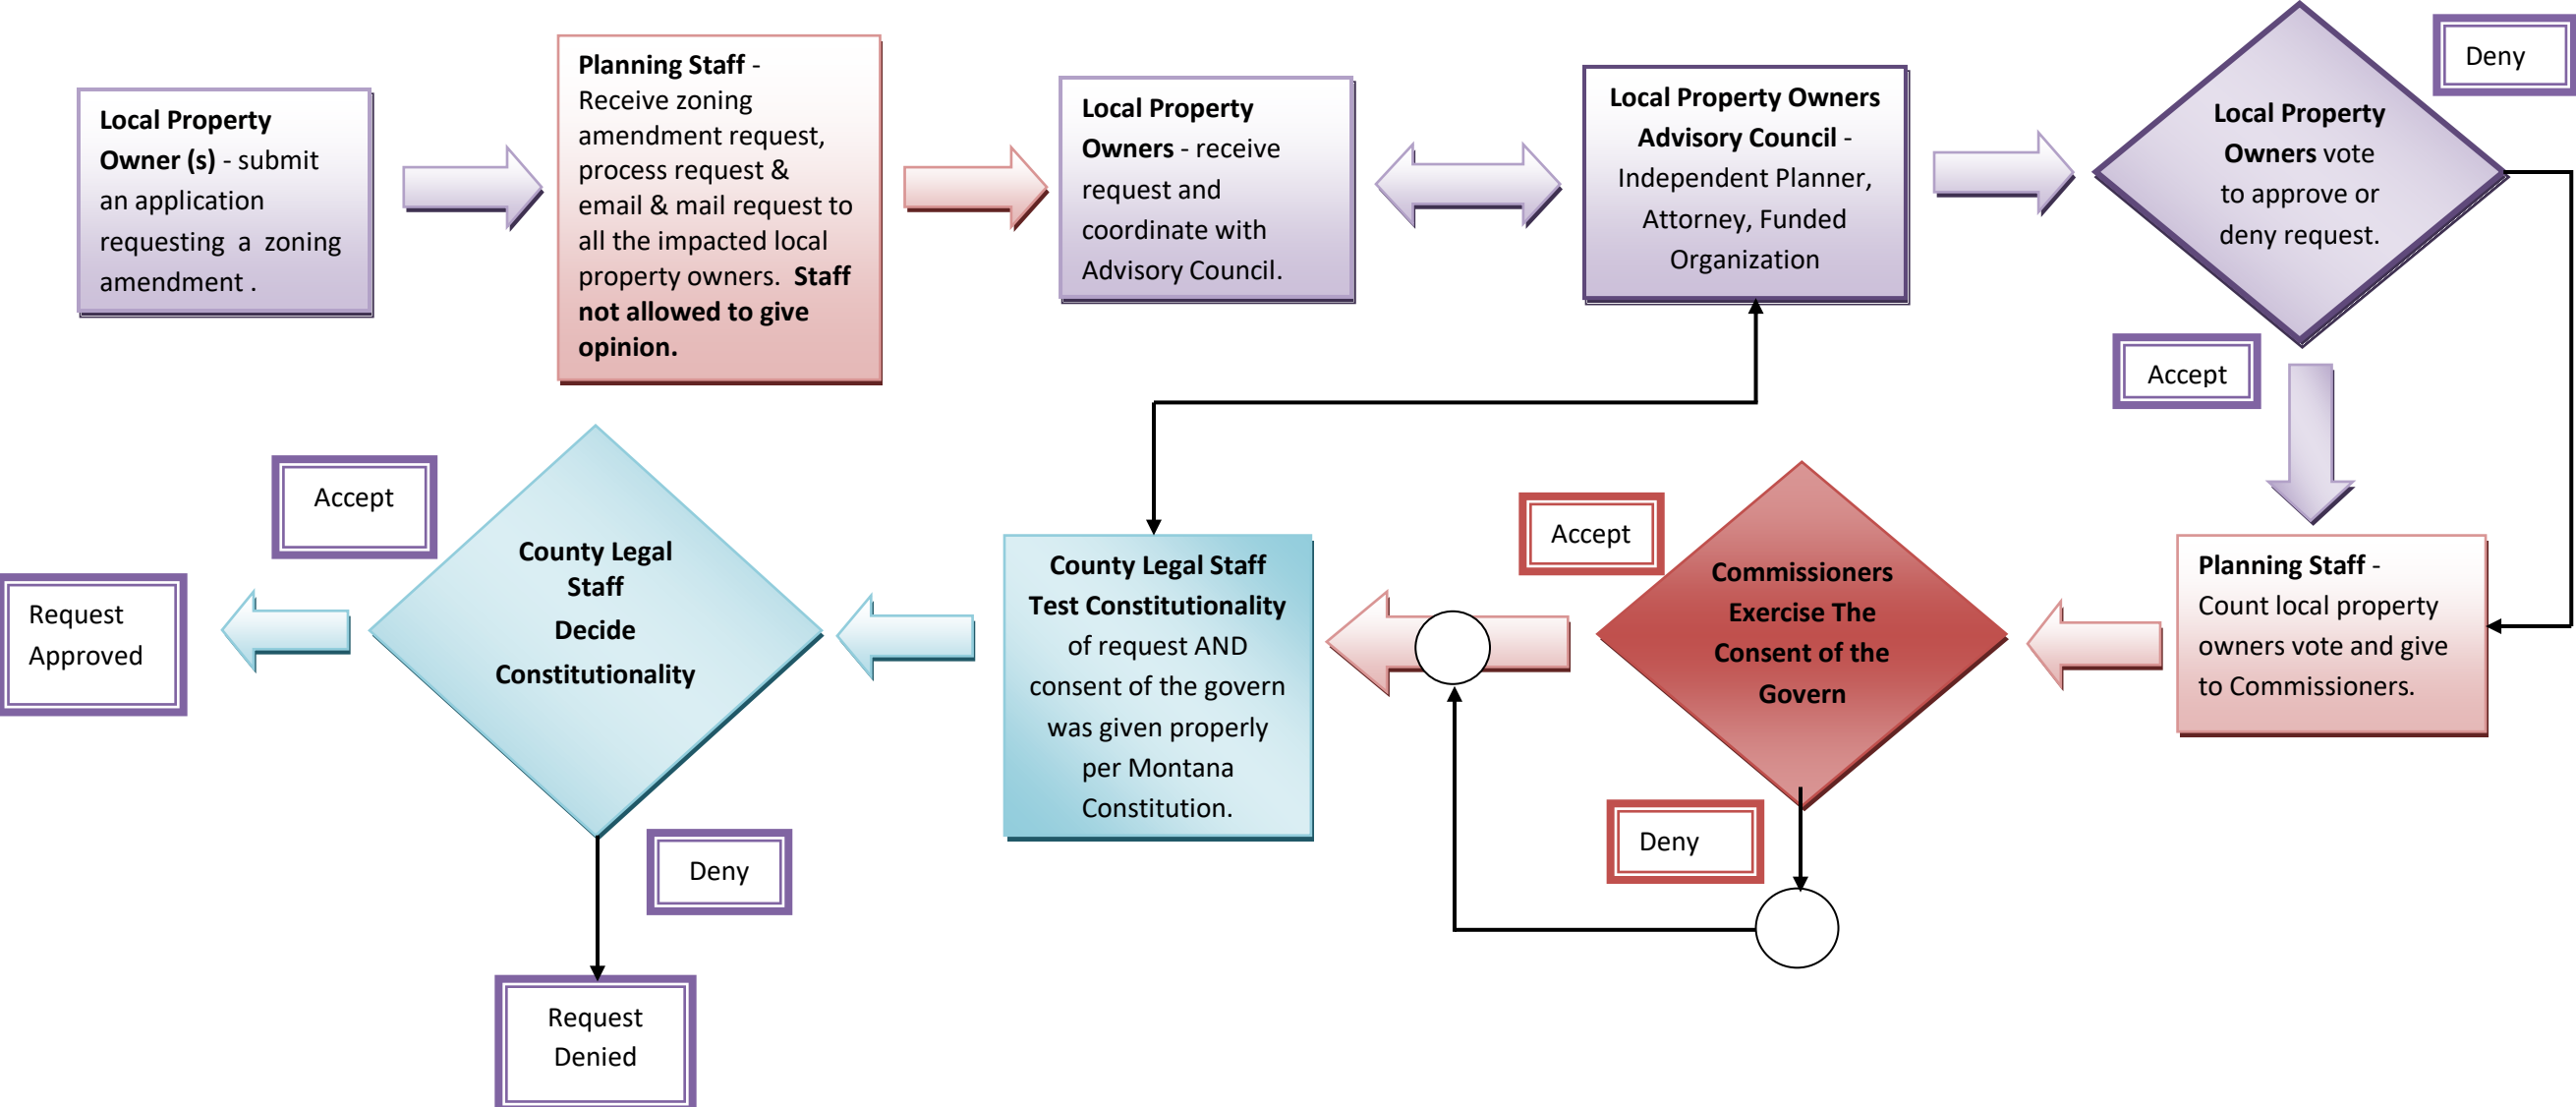 Local Property
Owner (s) - submit
an application
requesting a zoning
amendment .
Planning Staff -
Receive zoning
amendment request,
process request &
email & mail request to
all the impacted local
property owners. Staff
not allowed to give
opinion.
Local Property
Owners - receive
request and
coordinate with
Advisory Council.
Local Property Owners
Advisory Council -
Independent Planner,
Attorney, Funded
Organization
Local Property
Owners vote
to approve or
deny request.
Deny
Accept
Planning Staff -
Count local property
owners vote and give
to Commissioners.
Commissioners
Exercise The
Consent of the
Govern
Accept
Deny
County Legal Staff
Test Constitutionality
of request AND
consent of the govern
was given properly
per Montana
Constitution.
County Legal
Staff
Decide
Constitutionality
Accept
Request
Approved
Deny
Request
Denied